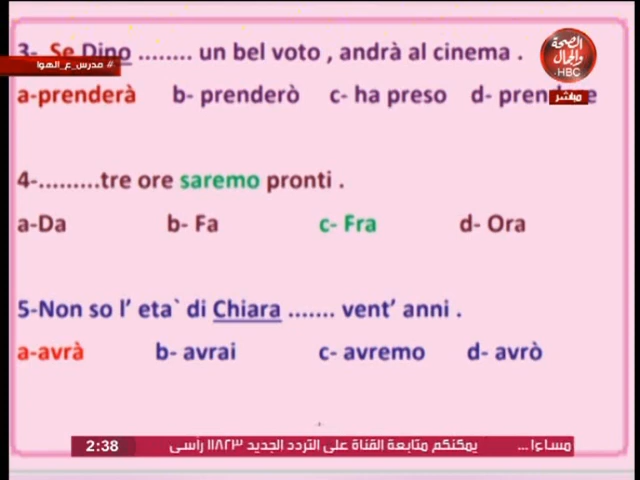 3- Se Dino ........ un bel voto , andrà al cinema .
# مدرس_ع_الهوا
الصحة والجمال
HBC
مباشر
a-prenderà b- prenderò c- ha preso d-
4-.........tre ore saremo pronti .
a-Da b- Fa c- Fra d- Ora
5-Non so l' eta` di Chiara ....... vent' anni .
a-avrà b- avrai c- avremo d- avrò
2:38 يمكنكم متابعة القناة على التردد الجديد ١١٨٢٣ رأسى مساءا ...